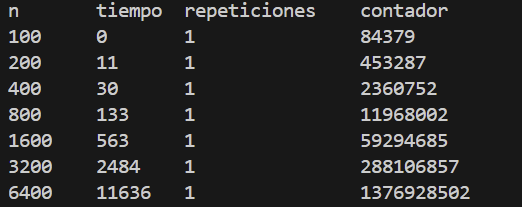 n tiempo repeticiones contador
100 0 1 84379
200 11 1 453287
400 30 1 2360752
800 133 1 11968002
1600 563 1 59294685
3200 2484 1 288106857
6400 11636 1 1376928502